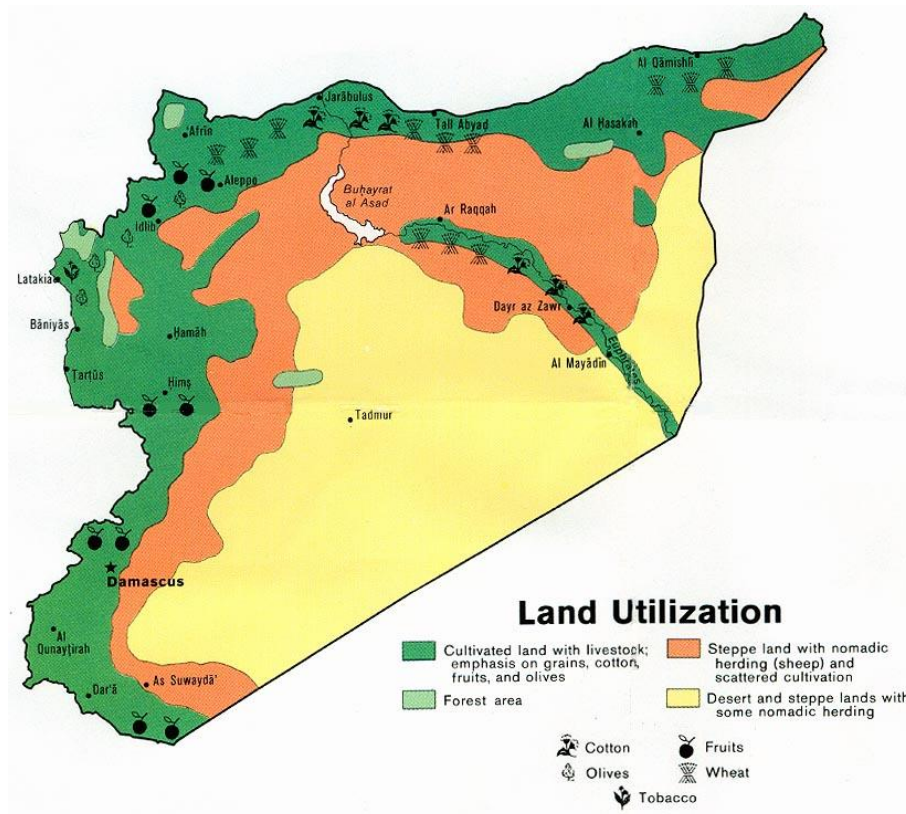 Al Qāmishlī
Jarābulus
Tall Abyad
Al Ḥasakah
Afrīn
Aleppo
Buḥayrat
al Asad
Idlib
Ar Raqqah
Latakia
Dayr az Zawr
Bāniyās
Ḥamāh
Al Mayādīn
Euphrates
Ṭarṭūs
Ḥimş
Tadmur
Damascus
Al
Qunayṭirah
Dar'ā
As Suwaydā'
Land Utilization
Cultivated land with livestock;
emphasis on grains, cotton,
fruits, and olives
Forest area
Steppe land with nomadic
herding (sheep) and
scattered cultivation
Desert and steppe lands with
some nomadic herding
Cotton
Fruits
Olives
Wheat
Tobacco